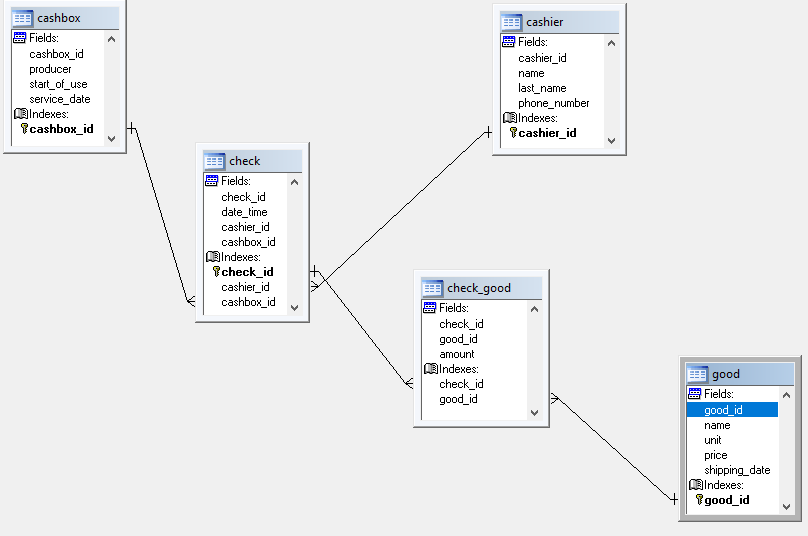 cashbox
Fields:
cashbox_id
producer
start_of_use
service_date
Indexes:
cashbox_id
cashier
Fields:
cashier_id
name
last_name
phone_number
Indexes:
cashier_id
check
Fields:
check_id
date_time
cashier_id
cashbox_id
Indexes:
check_id
cashier_id
cashbox_id
check_good
Fields:
check_id
good_id
amount
Indexes:
check_id
good_id
good
Fields:
good_id
name
unit
price
shipping_date
Indexes:
good_id